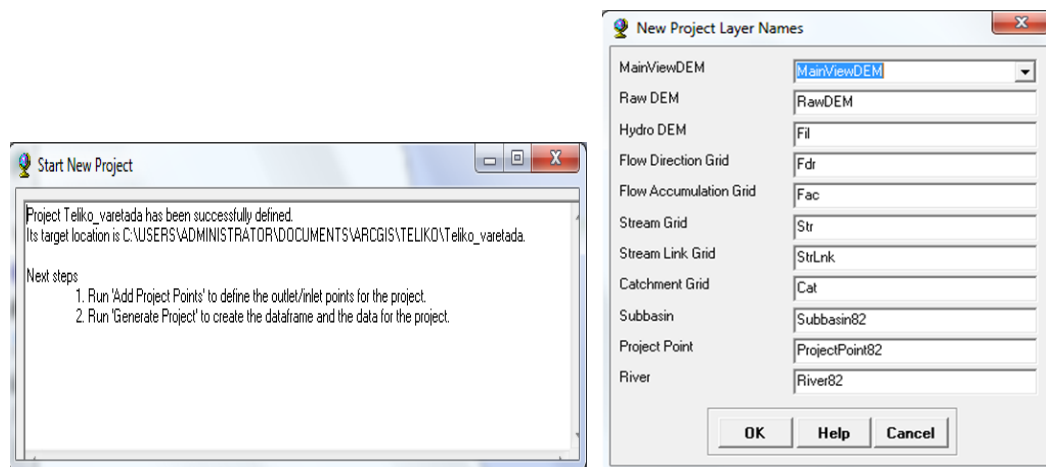 Start New Project
Project Teliko_varetada has been successfully defined.
Its target location is C:\USERS\ADMINISTRATOR\DOCUMENTS\ARCGIS\TELIKO\Teliko_varetada.
Next steps
1. Run 'Add Project Points' to define the outlet/inlet points for the project.
2. Run 'Generate Project' to create the dataframe and the data for the project.
New Project Layer Names
MainViewDEM MainViewDEM
Raw DEM RawDEM
Hydro DEM Fil
Flow Direction Grid Fdr
Flow Accumulation Grid Fac
Stream Grid Str
Stream Link Grid StrLnk
Catchment Grid Cat
Subbasin Subbasin82
Project Point ProjectPoint82
River River82
OK Help Cancel